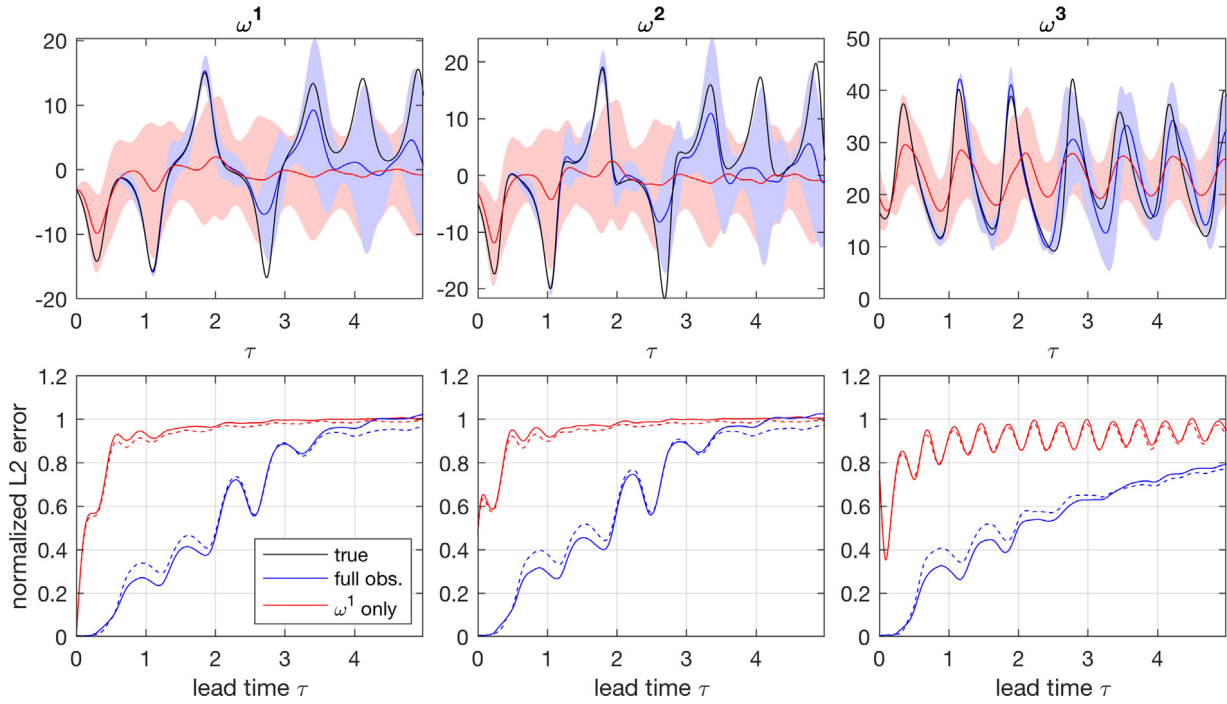 ω¹ ω² ω³
20 20 50
10 10 40
0 0 30
-10 -10 20
-20 -20 10
0
0 1 2 3 4 0 1 2 3 4 0 1 2 3 4
τ τ τ
normalized L2 error
1.2 1.2 1.2
1 1 1
0.8 0.8 0.8
0.6 0.6 0.6
0.4 0.4 0.4
0.2 0.2 0.2
0 0 0
true
full obs.
ω¹ only
0 1 2 3 4 0 1 2 3 4 0 1 2 3 4
lead time τ lead time τ lead time τ